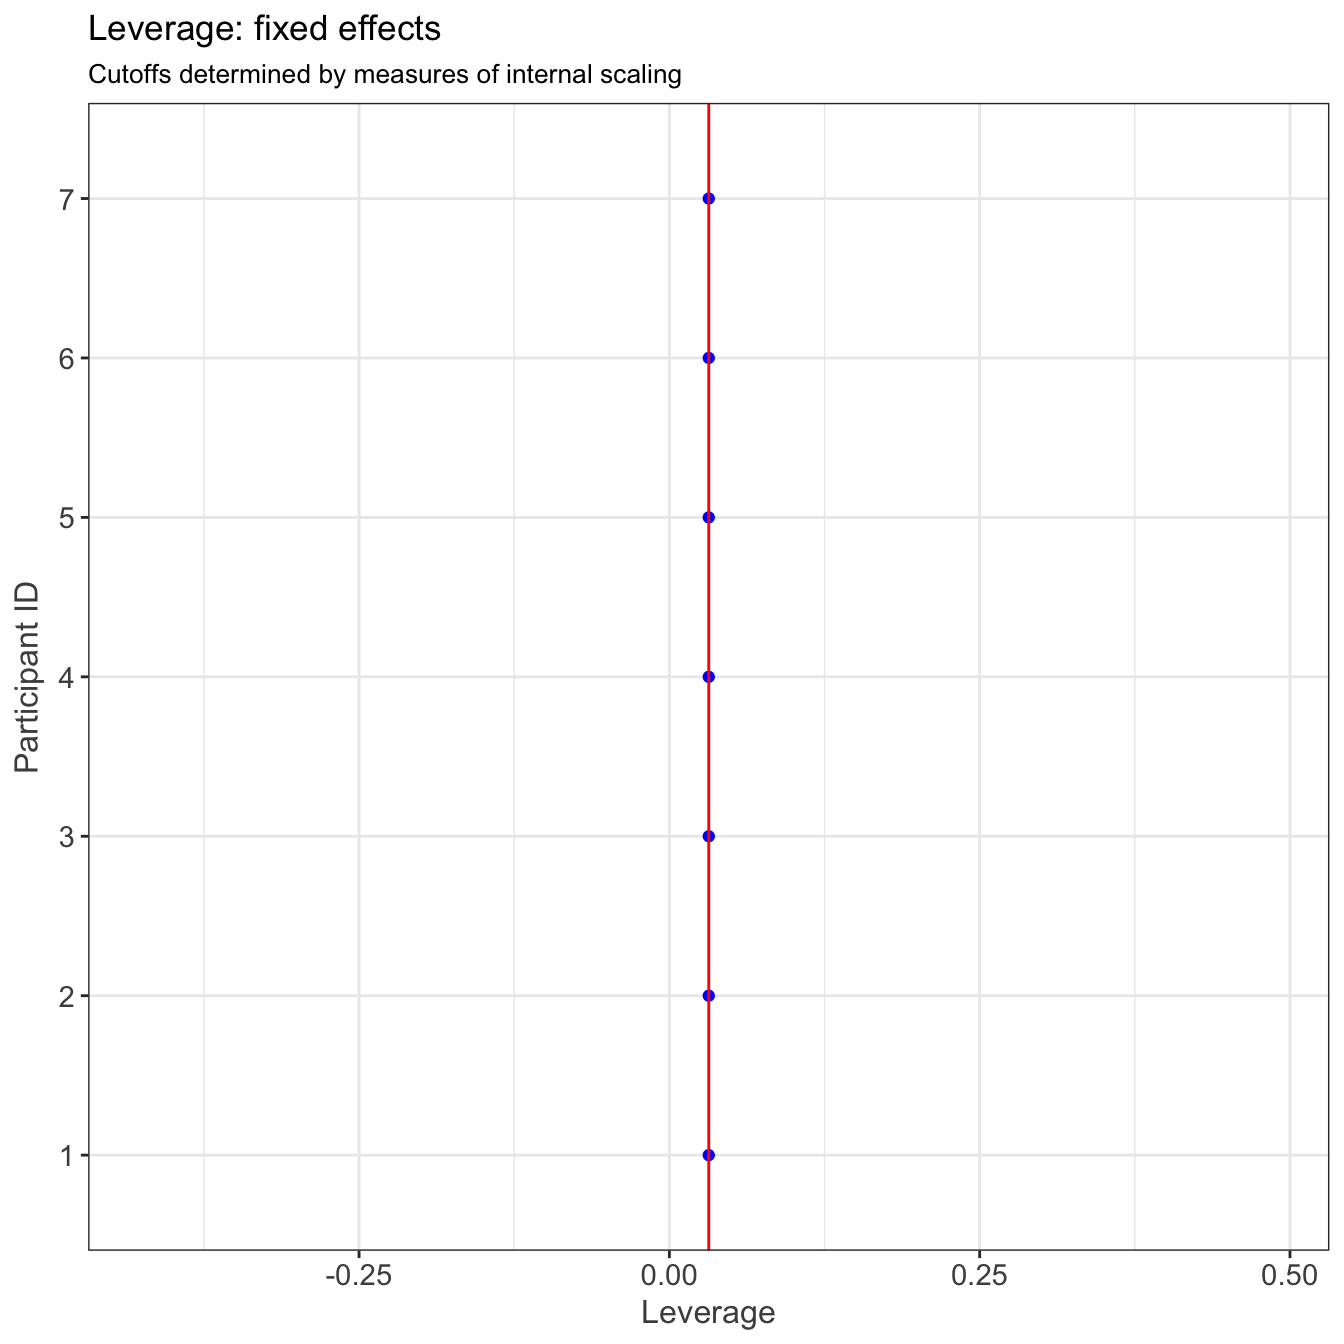 Leverage: fixed effects
Cutoffs determined by measures of internal scaling
Participant ID
7
6
5
4
3
2
1
-0.25 0.00 0.25 0.50
Leverage